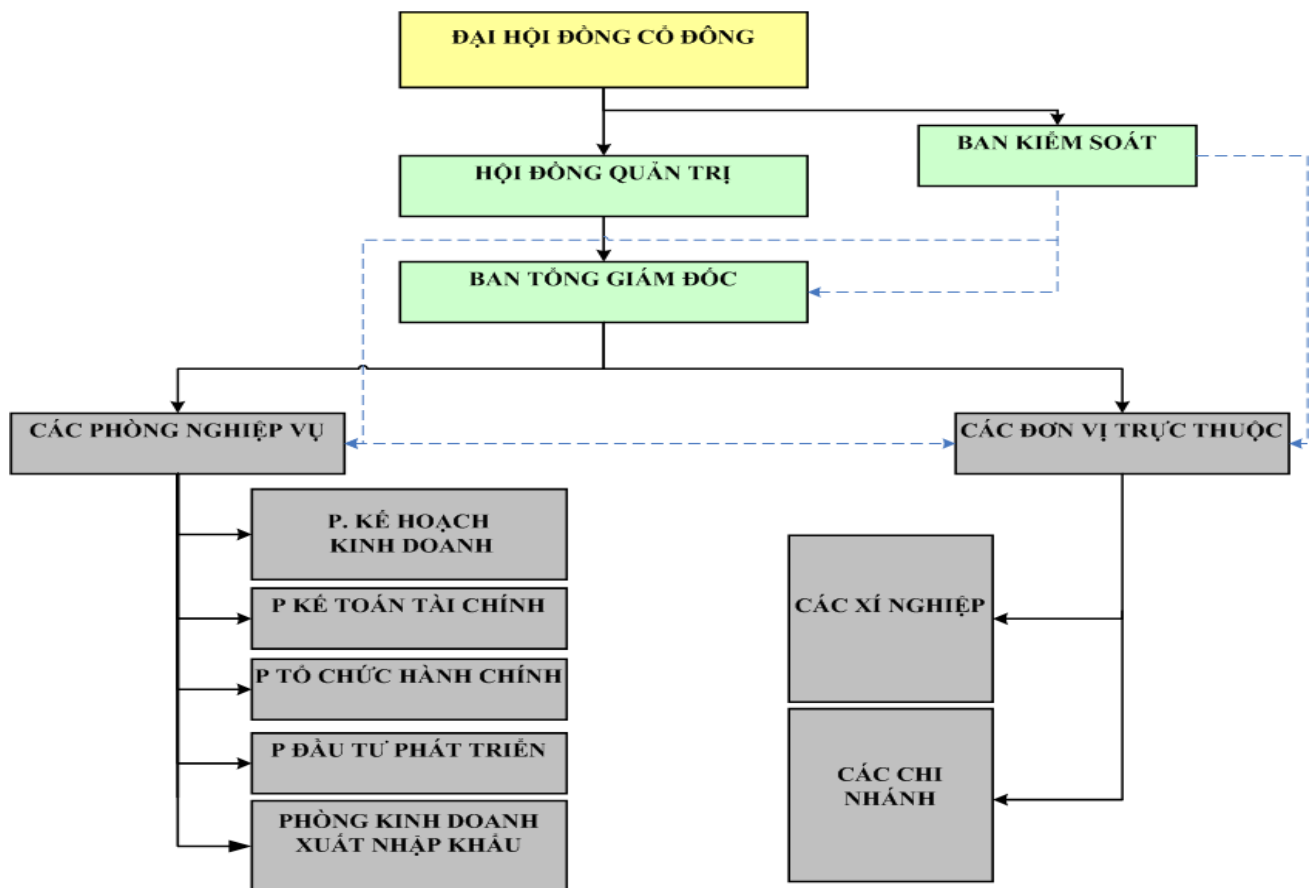 ĐẠI HỘI ĐỒNG CỔ ĐÔNG
BAN KIỂM SOÁT
HỘI ĐỒNG QUẢN TRỊ
BAN TỔNG GIÁM ĐỐC
CÁC PHÒNG NGHIỆP VỤ
CÁC ĐƠN VỊ TRỰC THUỘC
P. KẾ HOẠCH
KINH DOANH
P KẾ TOÁN TÀI CHÍNH
P TỔ CHỨC HÀNH CHÍNH
P ĐẦU TƯ PHÁT TRIỂN
PHÒNG KINH DOANH
XUẤT NHẬP KHẨU
CÁC XÍ NGHIỆP
CÁC CHI
NHÁNH